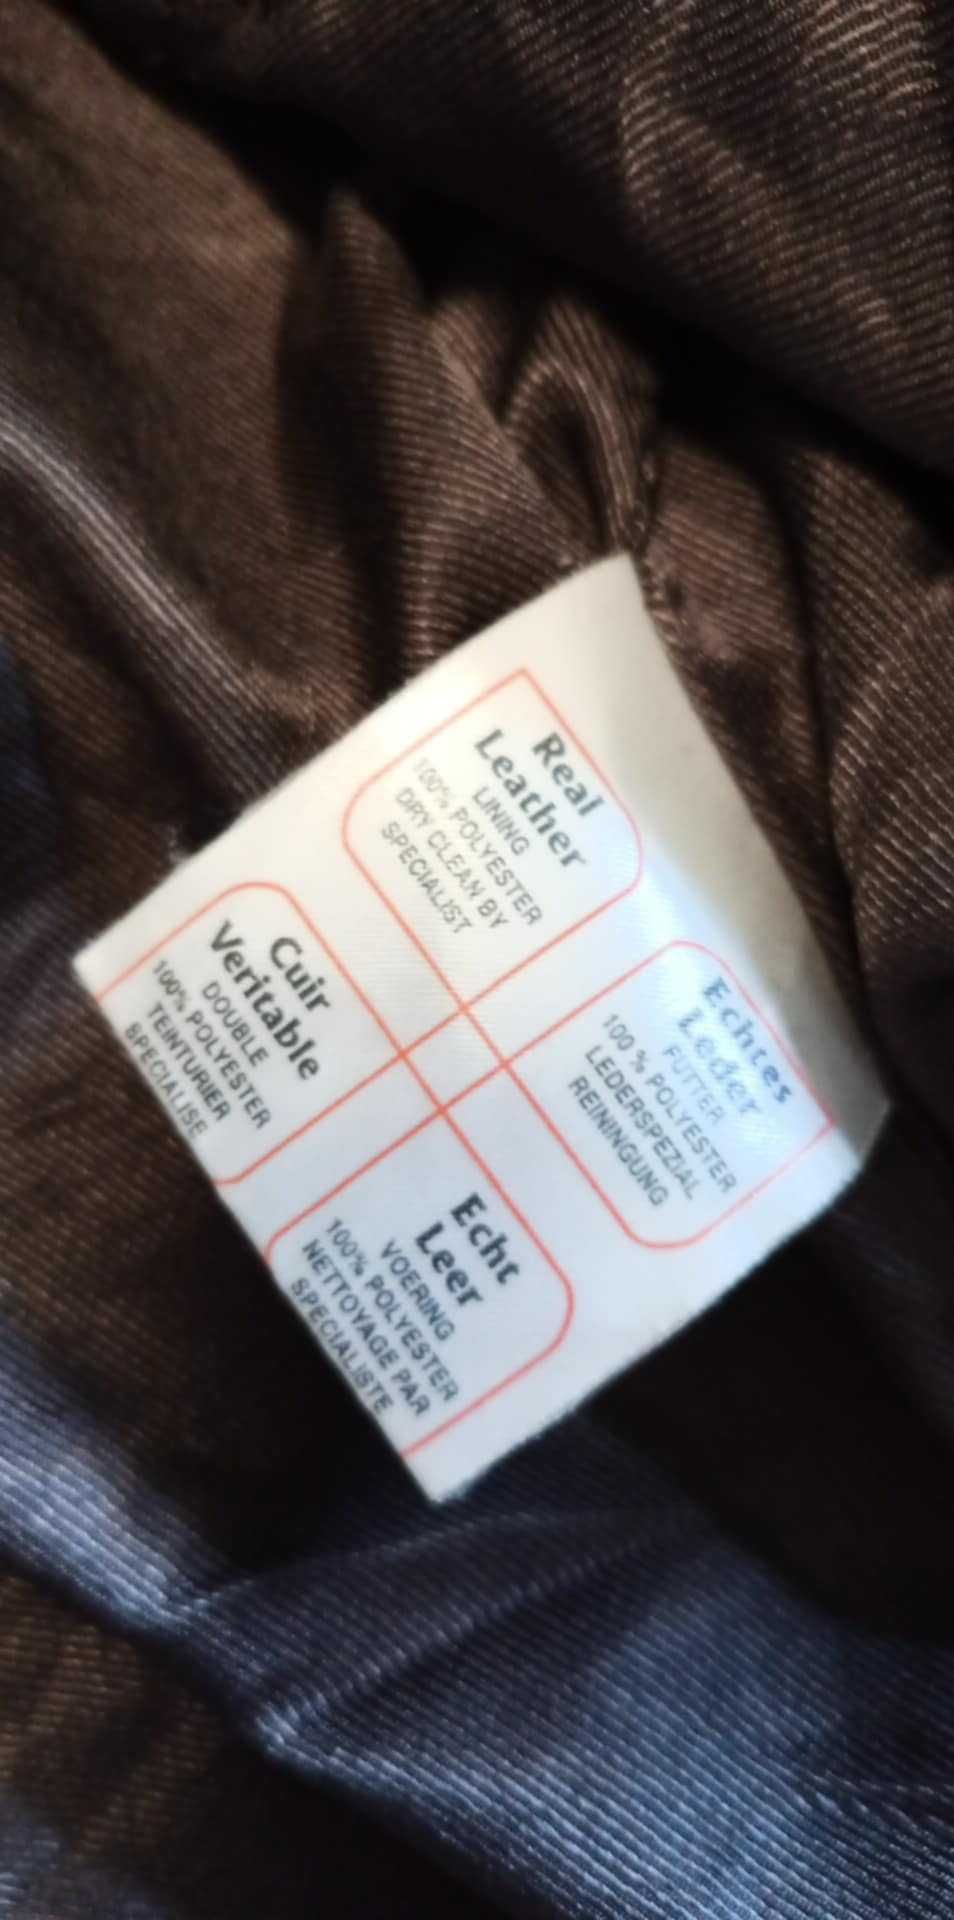 Real
Leather
LINING
100% POLYESTER
DRY CLEAN BY
SPECIALIST
Echtes
Leder
FUTTER
100 % POLYESTER
LEDERSPEZIAL
REININGUNG
Cuir
Veritable
DOUBLE
100% POLYESTER
TEINTURIER
SPECIALISE
Echt
Leer
VOERING
100% POLYESTER
NETTOYAGE PAR
SPECIALISTE